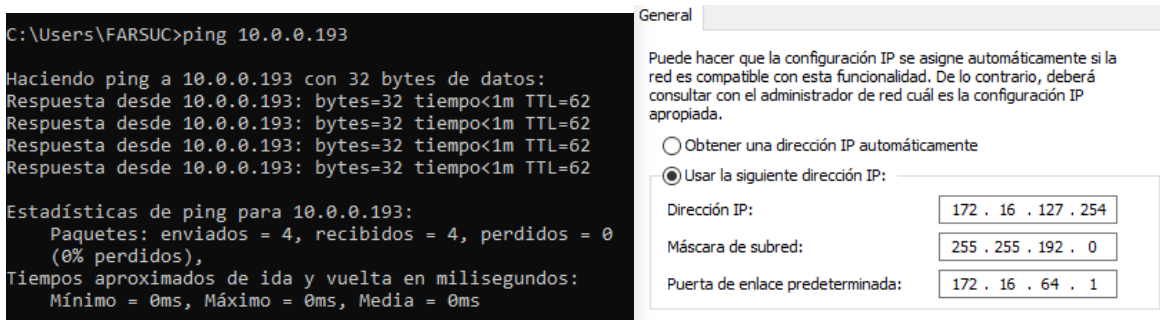 C:\Users\FARSUC>ping 10.0.0.193
Haciendo ping a 10.0.0.193 con 32 bytes de datos:
Respuesta desde 10.0.0.193: bytes=32 tiempo<1m TTL=62
Respuesta desde 10.0.0.193: bytes=32 tiempo<1m TTL=62
Respuesta desde 10.0.0.193: bytes=32 tiempo<1m TTL=62
Respuesta desde 10.0.0.193: bytes=32 tiempo<1m TTL=62
Estadísticas de ping para 10.0.0.193:
Paquetes: enviados = 4, recibidos = 4, perdidos = 0
(0% perdidos),
Tiempos aproximados de ida y vuelta en milisegundos:
Mínimo = 0ms, Máximo = 0ms, Media = 0ms
General
Puede hacer que la configuración IP se asigne automáticamente si la
red es compatible con esta funcionalidad. De lo contrario, deberá
consultar con el administrador de red cuál es la configuración IP
apropiada.
Obtener una dirección IP automáticamente
Usar la siguiente dirección IP:
Dirección IP: 172 . 16 . 127 . 254
Máscara de subred: 255 . 255 . 192 . 0
Puerta de enlace predeterminada: 172 . 16 . 64 . 1